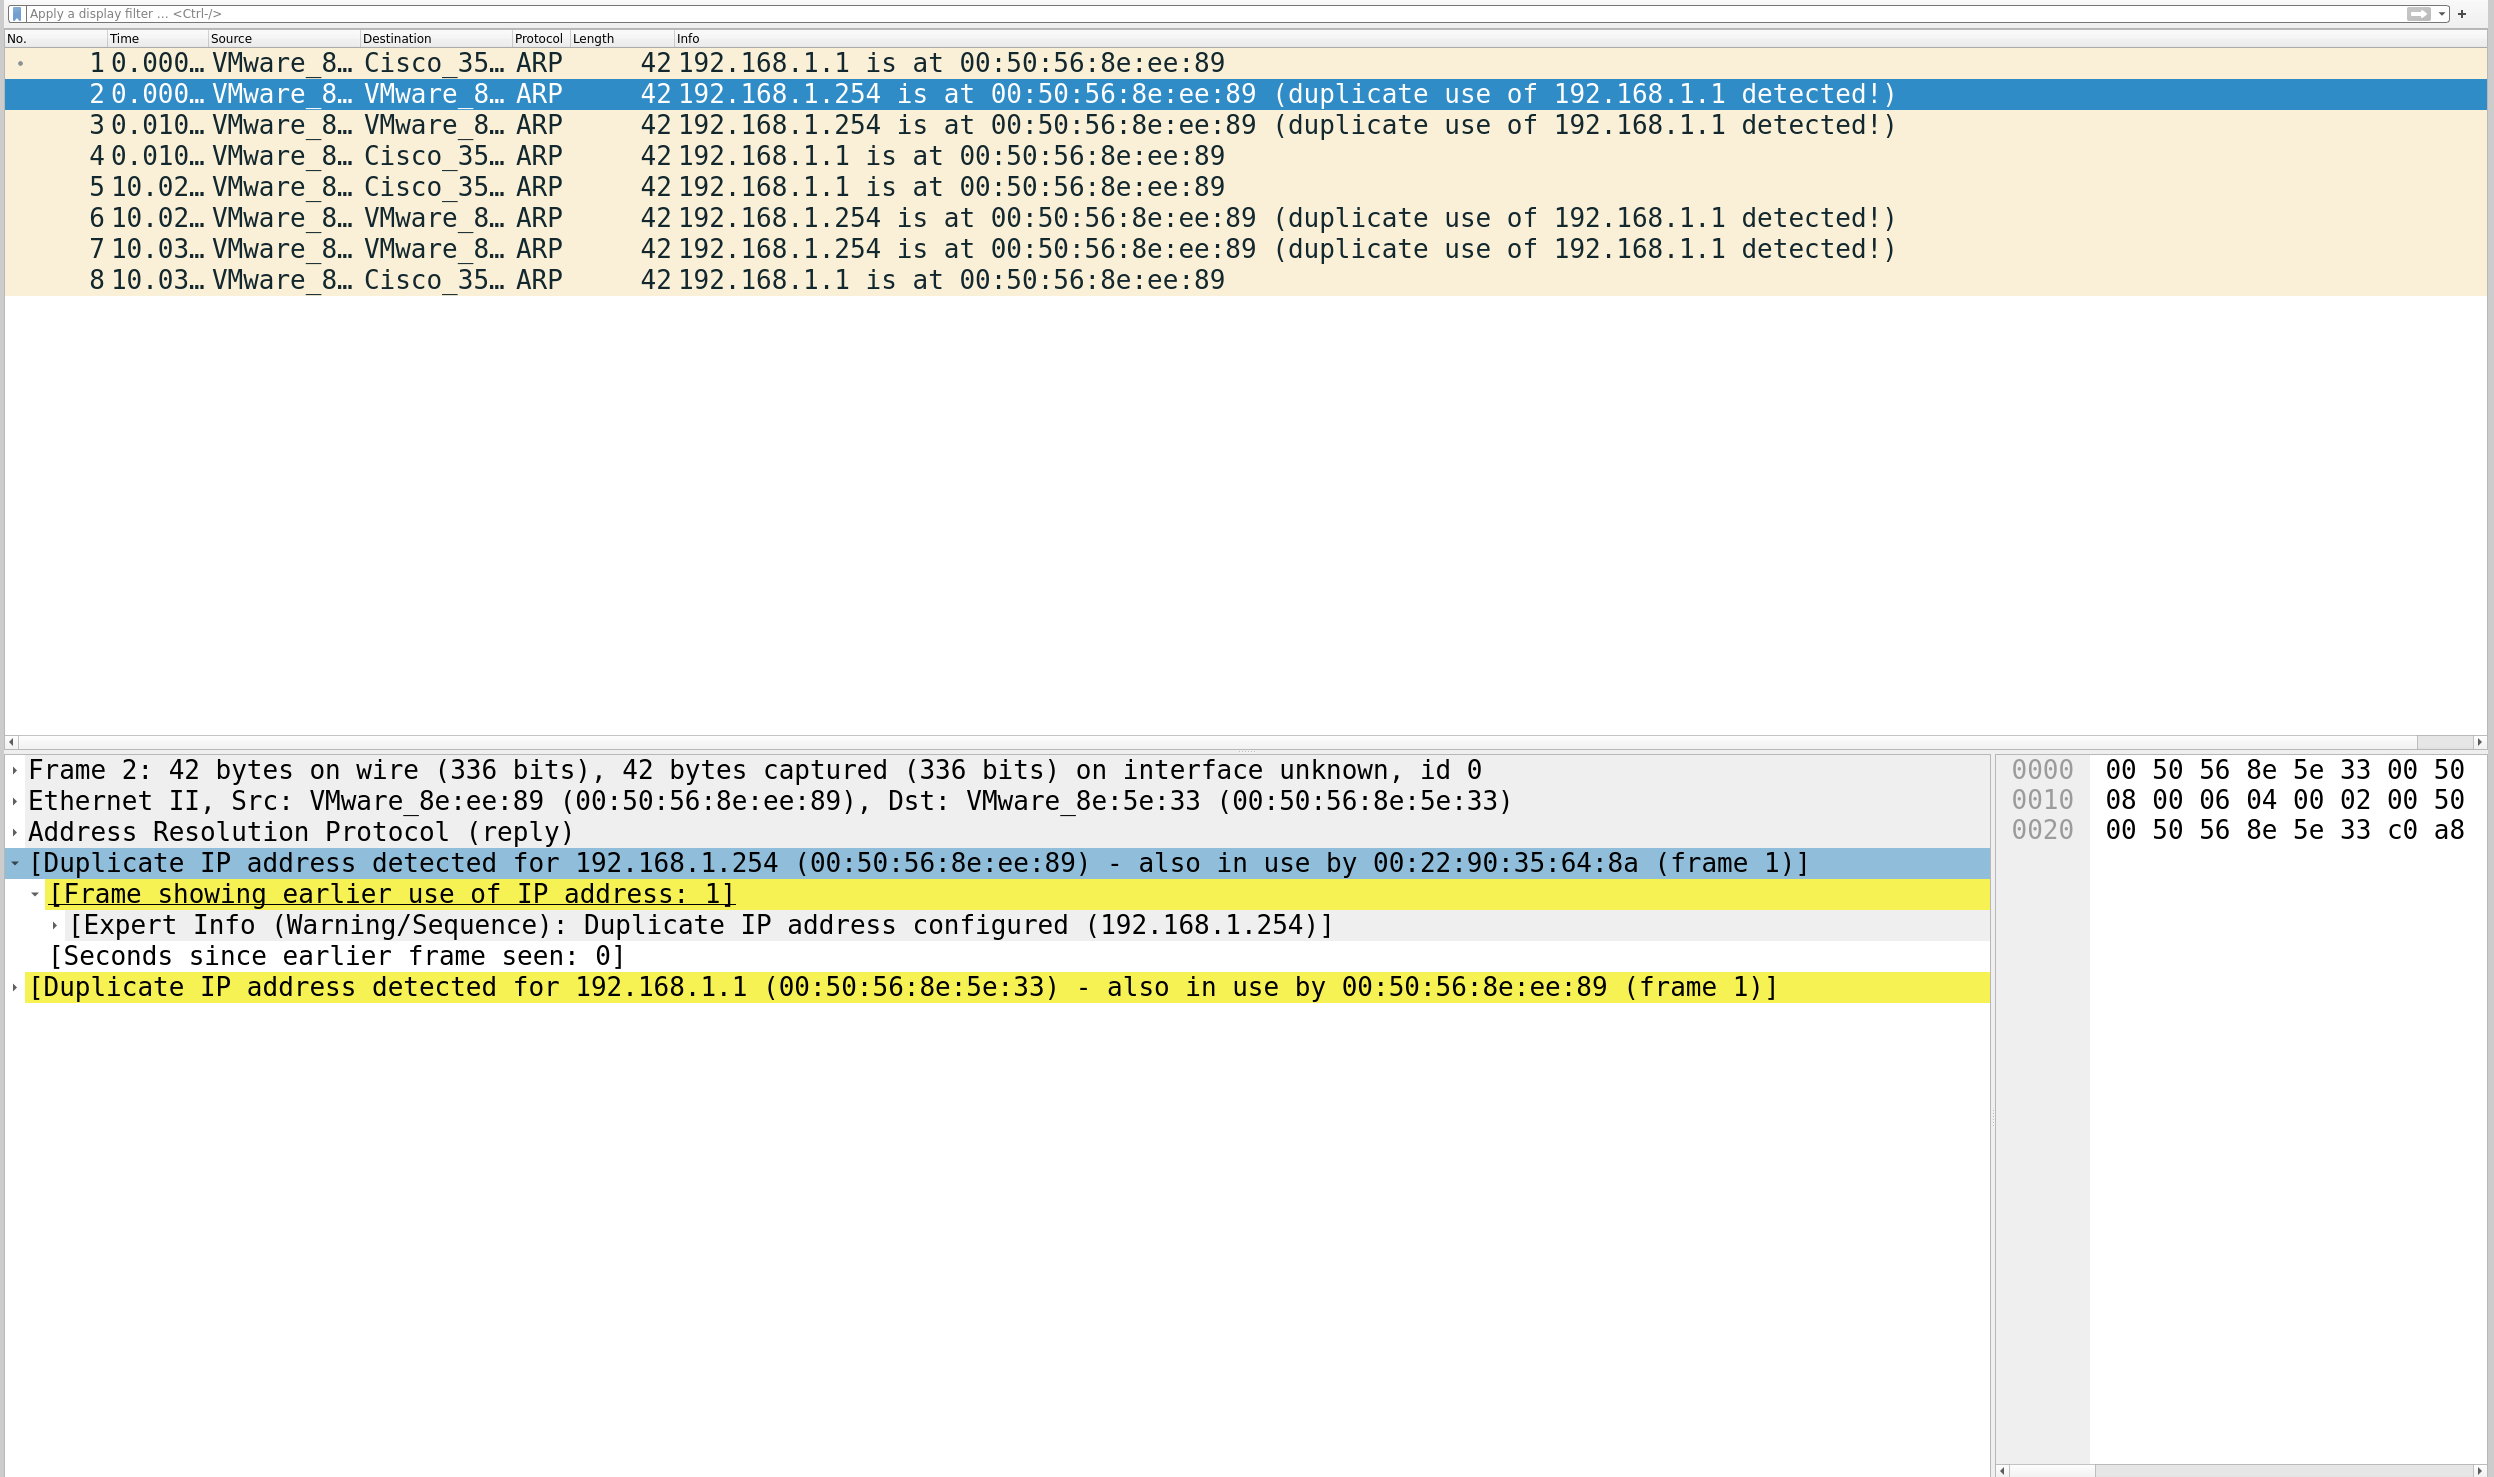 Apply a display filter … <Ctrl-/>
No. Time Source Destination Protocol Length Info
1 0.000… VMware_8… Cisco_35… ARP 42 192.168.1.1 is at 00:50:56:8e:ee:89
2 0.000… VMware_8… VMware_8… ARP 42 192.168.1.254 is at 00:50:56:8e:ee:89 (duplicate use of 192.168.1.1 detected!)
3 0.010… VMware_8… VMware_8… ARP 42 192.168.1.254 is at 00:50:56:8e:ee:89 (duplicate use of 192.168.1.1 detected!)
4 0.010… VMware_8… Cisco_35… ARP 42 192.168.1.1 is at 00:50:56:8e:ee:89
5 10.02… VMware_8… Cisco_35… ARP 42 192.168.1.1 is at 00:50:56:8e:ee:89
6 10.02… VMware_8… VMware_8… ARP 42 192.168.1.254 is at 00:50:56:8e:ee:89 (duplicate use of 192.168.1.1 detected!)
7 10.03… VMware_8… VMware_8… ARP 42 192.168.1.254 is at 00:50:56:8e:ee:89 (duplicate use of 192.168.1.1 detected!)
8 10.03… VMware_8… Cisco_35… ARP 42 192.168.1.1 is at 00:50:56:8e:ee:89
Frame 2: 42 bytes on wire (336 bits), 42 bytes captured (336 bits) on interface unknown, id 0
Ethernet II, Src: VMware_8e:ee:89 (00:50:56:8e:ee:89), Dst: VMware_8e:5e:33 (00:50:56:8e:5e:33)
Address Resolution Protocol (reply)
[Duplicate IP address detected for 192.168.1.254 (00:50:56:8e:ee:89) - also in use by 00:22:90:35:64:8a (frame 1)]
[Frame showing earlier use of IP address: 1]
[Expert Info (Warning/Sequence): Duplicate IP address configured (192.168.1.254)]
[Seconds since earlier frame seen: 0]
[Duplicate IP address detected for 192.168.1.1 (00:50:56:8e:5e:33) - also in use by 00:50:56:8e:ee:89 (frame 1)]
0000 00 50 56 8e 5e 33 00 50
0010 08 00 06 04 00 02 00 50
0020 00 50 56 8e 5e 33 c0 a8